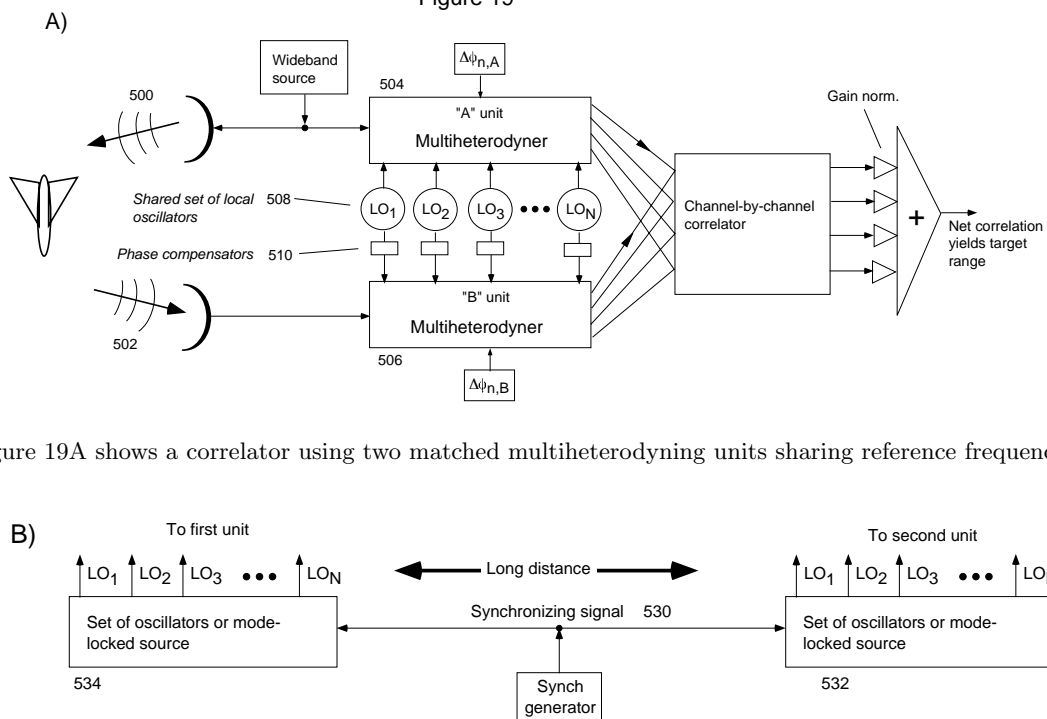 Figure 19
A)
Wideband
source
Δϕn,A
500
504
"A" unit
Multiheterodyner
Gain norm.
Shared set of local
oscillators
508
LO1
LO2
LO3
LON
Channel-by-channel
correlator
+
Net correlation
yields target
range
Phase compensators
510
"B" unit
Multiheterodyner
502
506
Δϕn,B
gure 19A shows a correlator using two matched multiheterodyning units sharing reference frequen
B)
To first unit
To second unit
LO1
LO2
LO3
LON
Long distance
LO1
LO2
LO3
Set of oscillators or mode-
locked source
Synchronizing signal
530
Set of oscillators or mode-
locked source
534
532
Synch
generator